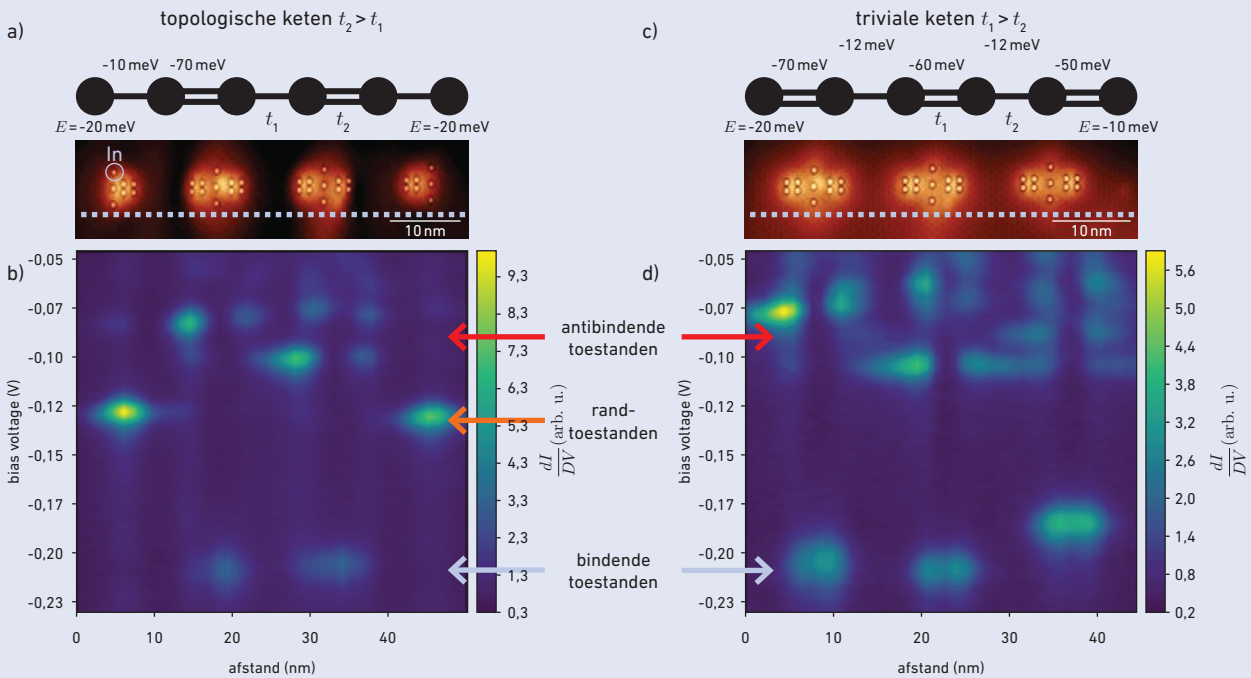 topologische keten t₂ > t₁
a)
-10 meV -70 meV
t₁ t₂
E = -20 meV E = -20 meV
In
10 nm
b)
-0,05
-0,07
-0,10
-0,12
-0,15
-0,17
-0,20
-0,23
bias voltage (V)
0 10 20 30 40
afstand (nm)
9,3
8,3
7,3
6,3
5,3
4,3
3,3
2,3
1,3
0,3
dI/DV (arb. u.)
antibindende
toestanden
rand-
toestanden
bindende
toestanden
triviale keten t₁ > t₂
c)
-12 meV -12 meV
-70 meV -60 meV -50 meV
t₁ t₂
E = -20 meV E = -10 meV
10 nm
d)
-0,05
-0,07
-0,10
-0,12
-0,15
-0,17
-0,20
-0,23
bias voltage (V)
0 10 20 30 40
afstand (nm)
5,6
5,0
4,4
3,8
3,2
2,6
2,0
1,4
0,8
0,2
dI/DV (arb. u.)